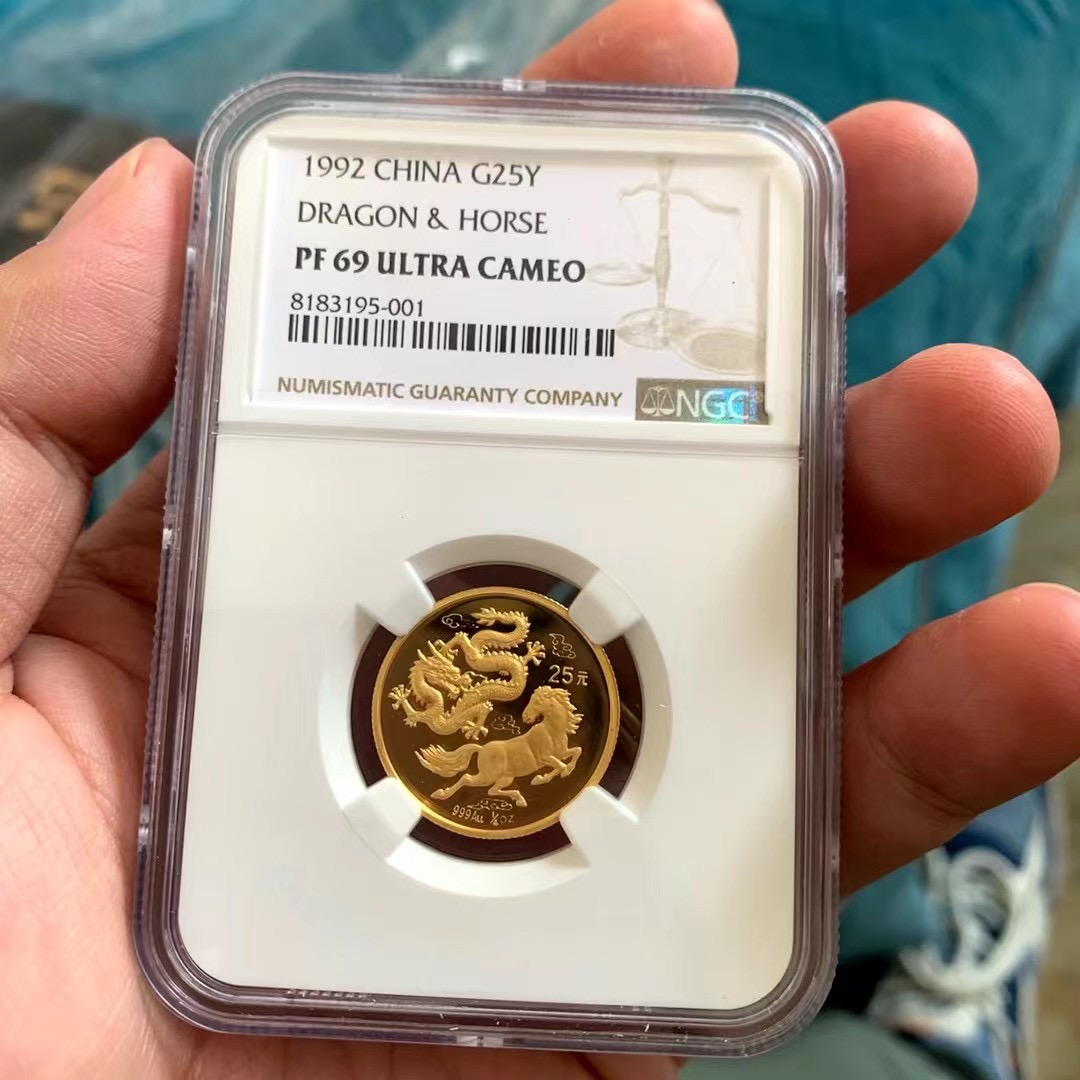 1992 CHINA G25Y
DRAGON & HORSE
PF 69 ULTRA CAMEO
8183195-001
NUMISMATIC GUARANTY COMPANY
NGC
25元
999Au ¼oz